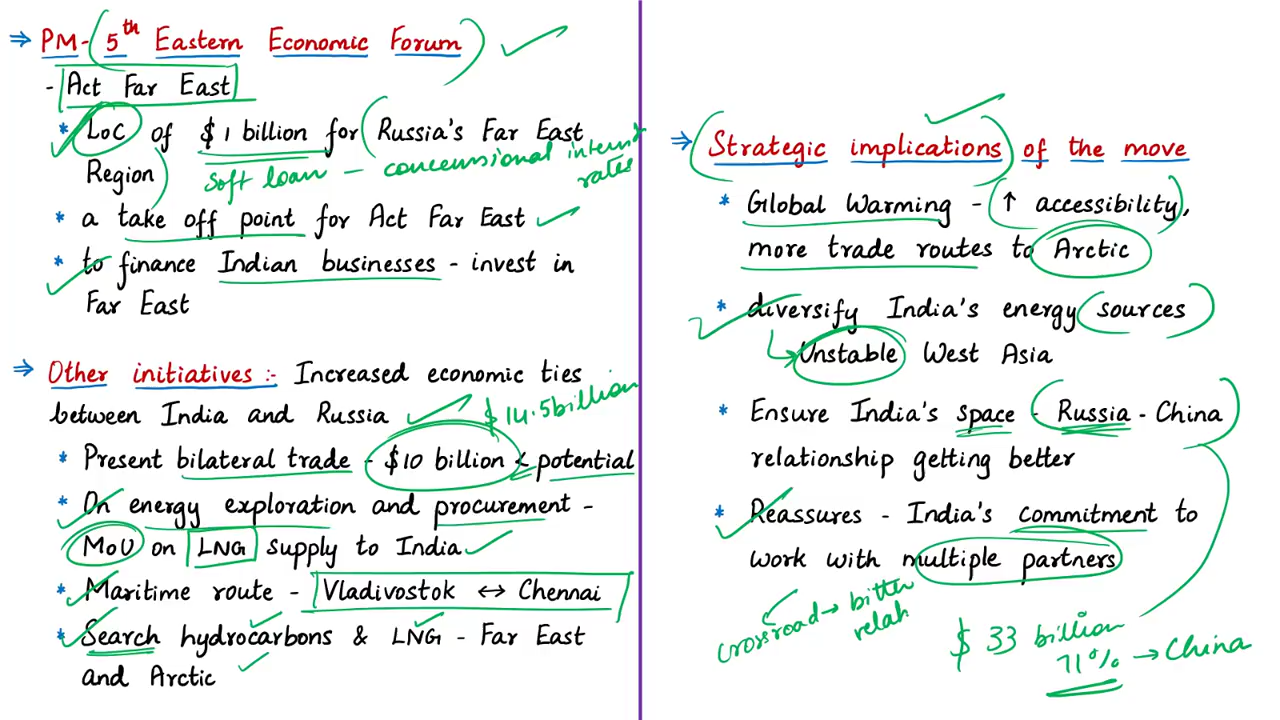 ⇒ PM - 5th Eastern Economic Forum
- Act Far East
* LoC of $1 billion for Russia's Far East
Region
soft loan - concenssional interest
rates
* a take off point for Act Far East
* to finance Indian businesses - invest in
Far East
⇒ Other initiatives :- Increased economic ties
between India and Russia
$14.5billion
* Present bilateral trade - $10 billion < potential
* On energy exploration and procurement -
MoU on LNG supply to India
* Maritime route - Vladivostok ↔ Chennai
* Search hydrocarbons & LNG - Far East
and Arctic
⇒ Strategic implications of the move
* Global Warming - ↑ accessibility,
more trade routes to Arctic
* diversify India's energy sources
↳ Unstable West Asia
* Ensure India's space - Russia - China
relationship getting better
* Reassures - India's commitment to
work with multiple partners
crossroad → bitter
relah
$ 33 billion
71% → China